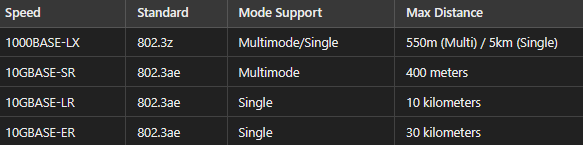 Speed Standard Mode Support Max Distance
1000BASE-LX 802.3z Multimode/Single 550m (Multi) / 5km (Single)
10GBASE-SR 802.3ae Multimode 400 meters
10GBASE-LR 802.3ae Single 10 kilometers
10GBASE-ER 802.3ae Single 30 kilometers